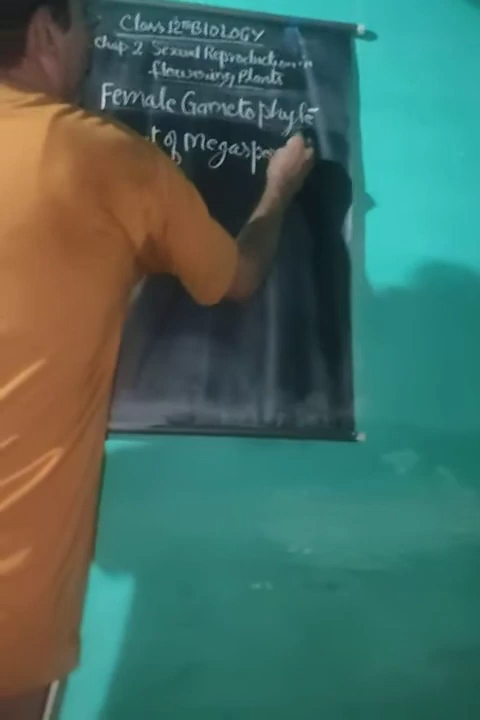 Class 12th BIOLOGY
Chap 2 Sexual Reproduction in
flowering Plants
Female Gametophyte
of Megaspo